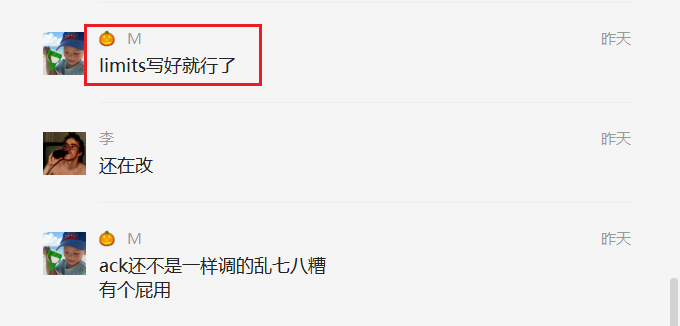 🎃 M 昨天
limits写好就行了
李 昨天
还在改
🎃 M 昨天
ack还不是一样调的乱七八糟
有个屁用